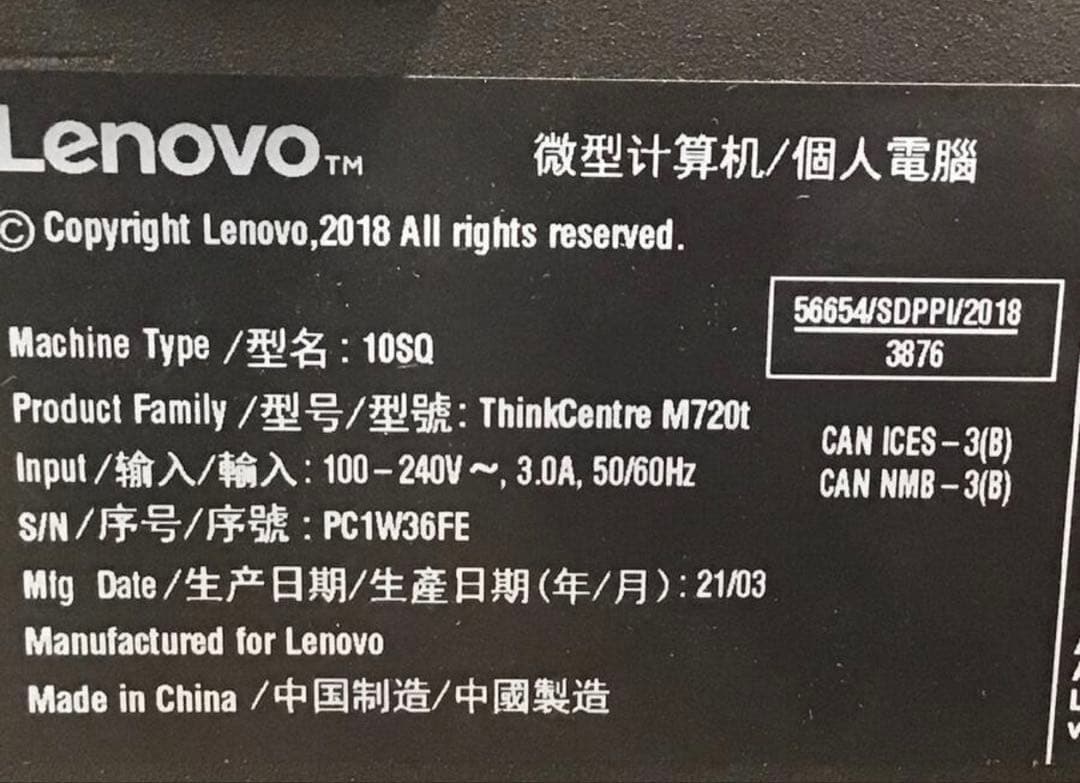 Lenovo™ 微型计算机/個人電腦
© Copyright Lenovo,2018 All rights reserved.
56654/SDPPI/2018
3876
Machine Type /型名: 10SQ
Product Family /型号/型號: ThinkCentre M720t
Input /输入/輸入: 100-240V~, 3.0A, 50/60Hz
S/N /序号/序號: PC1W36FE
Mfg Date /生产日期/生產日期(年/月): 21/03
Manufactured for Lenovo
Made in China /中国制造/中國製造
CAN ICES-3(B)
CAN NMB-3(B)